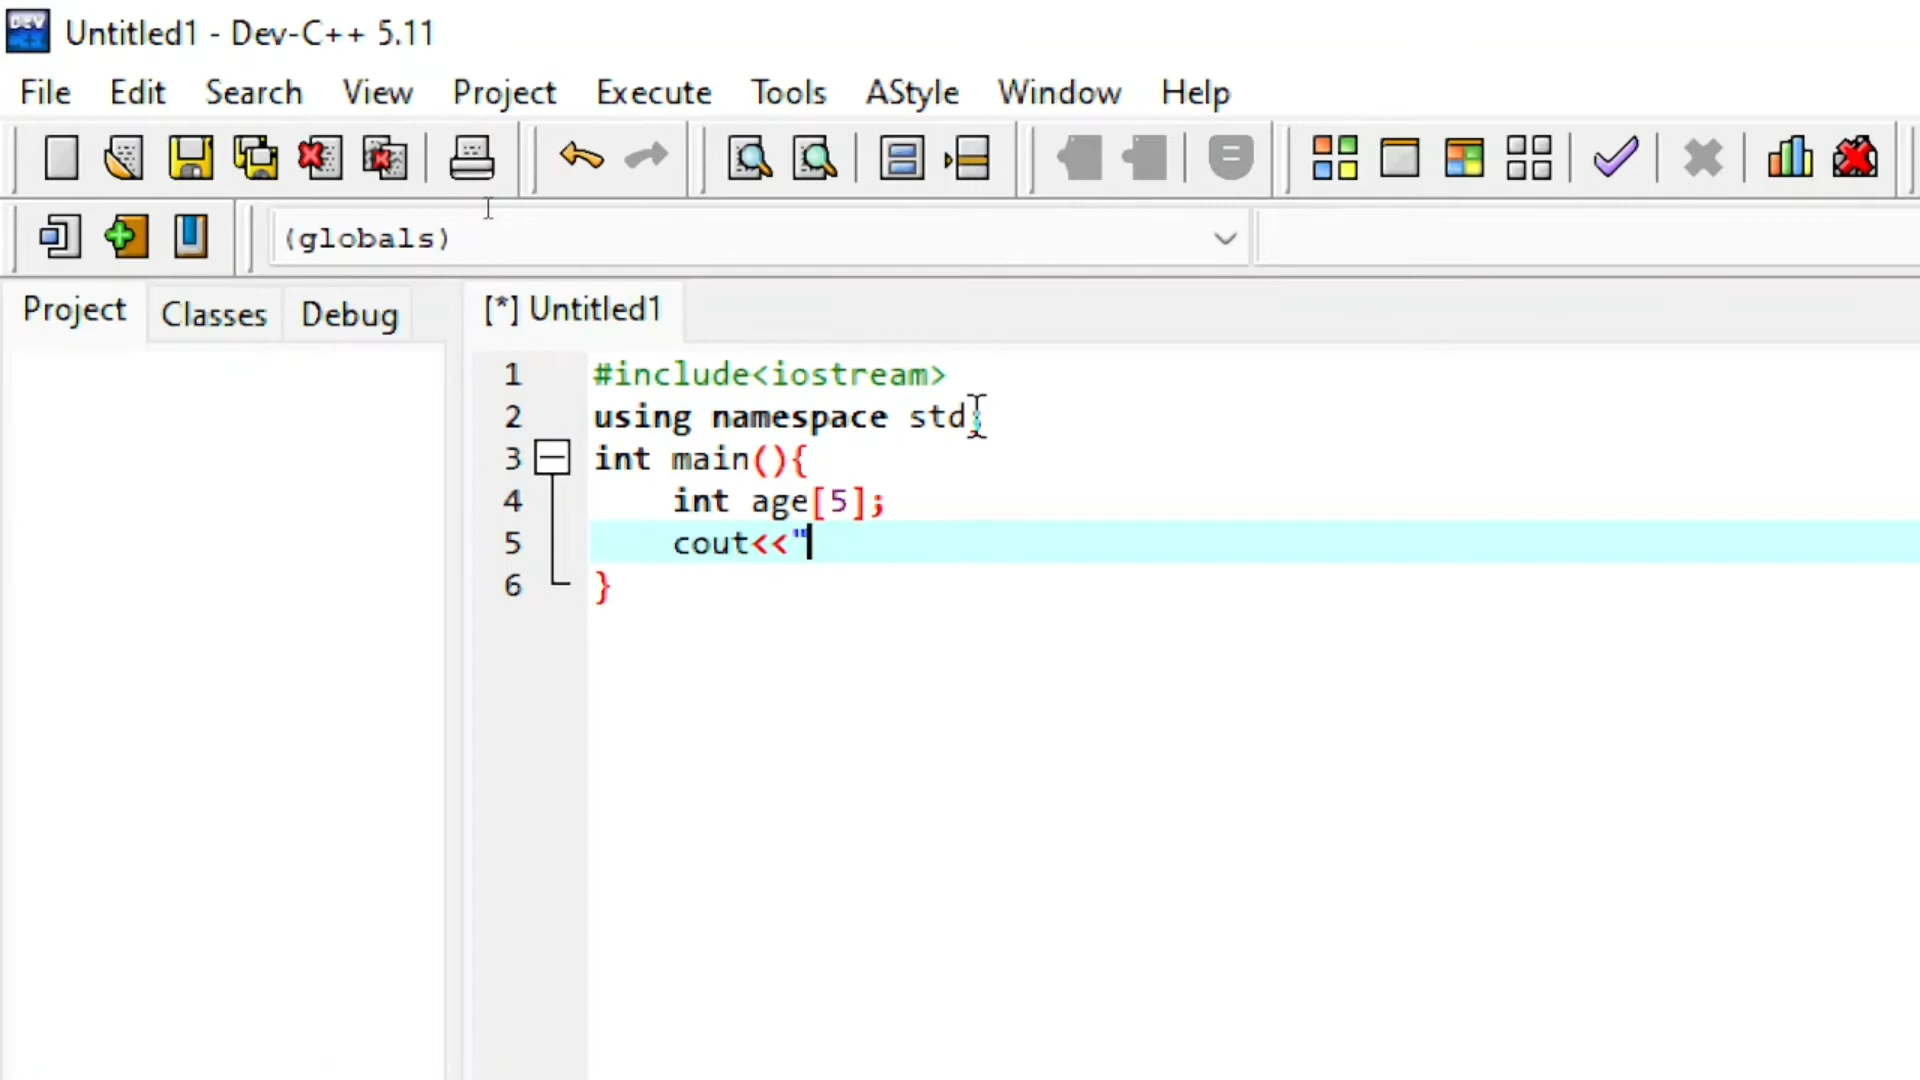 Untitled1 - Dev-C++ 5.11
File Edit Search View Project Execute Tools AStyle Window Help
(globals)
Project Classes Debug [*] Untitled1
1 #include<iostream>
2 using namespace std;
3 int main(){
4 int age[5];
5 cout<<"
6 }